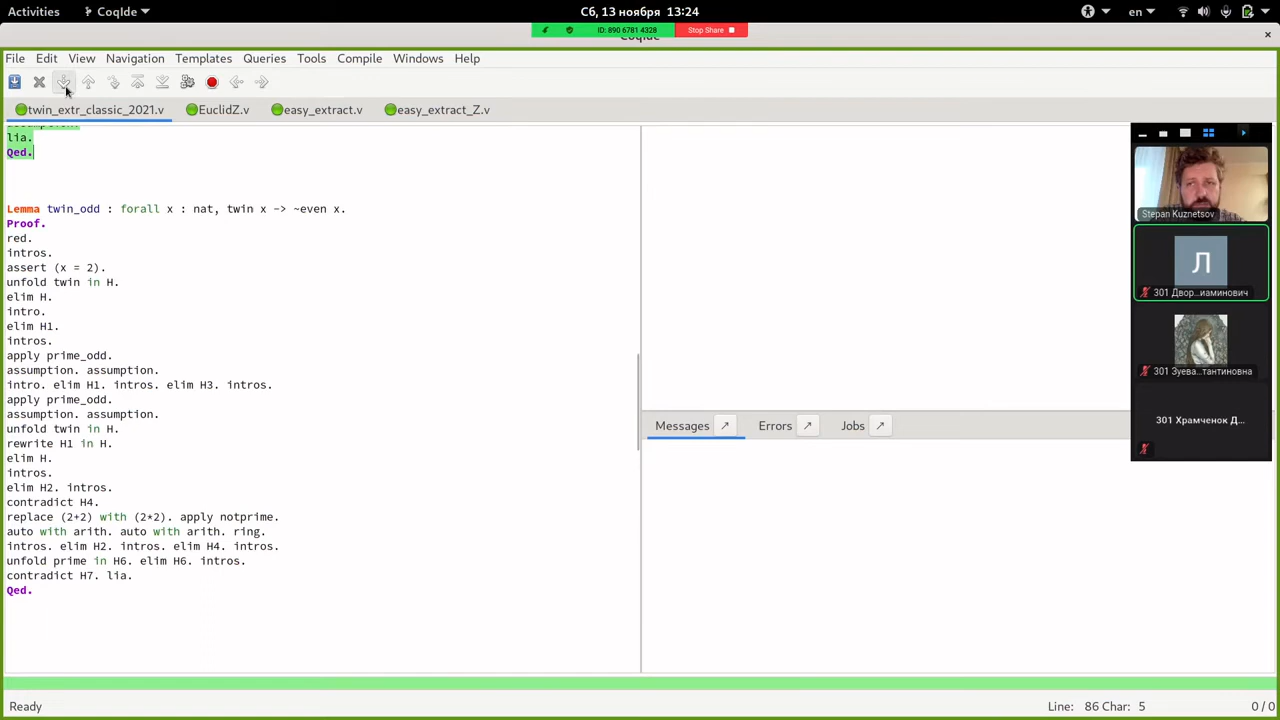 Activities CoqIde Сб, 13 ноября 13:24 en
ID: 890 6781 4328 Stop Share
File Edit View Navigation Templates Queries Tools Compile Windows Help
twin_extr_classic_2021.v EuclidZ.v easy_extract.v easy_extract_Z.v
lia.
Qed.
Lemma twin_odd : forall x : nat, twin x -> ~even x.
Proof.
red.
intros.
assert (x = 2).
unfold twin in H.
elim H.
intro.
elim H1.
intros.
apply prime_odd.
assumption. assumption.
intro. elim H1. intros. elim H3. intros.
apply prime_odd.
assumption. assumption.
unfold twin in H.
rewrite H1 in H.
elim H.
intros.
elim H2. intros.
contradict H4.
replace (2+2) with (2*2). apply notprime.
auto with arith. auto with arith. ring.
intros. elim H2. intros. elim H4. intros.
unfold prime in H6. elim H6. intros.
contradict H7. lia.
Qed.
Messages Errors Jobs
Stepan Kuznetsov
Л
301 Двор...иаминович
301 Зуева...тантиновна
301 Храмченок Д...
Ready Line: 86 Char: 5 0 / 0